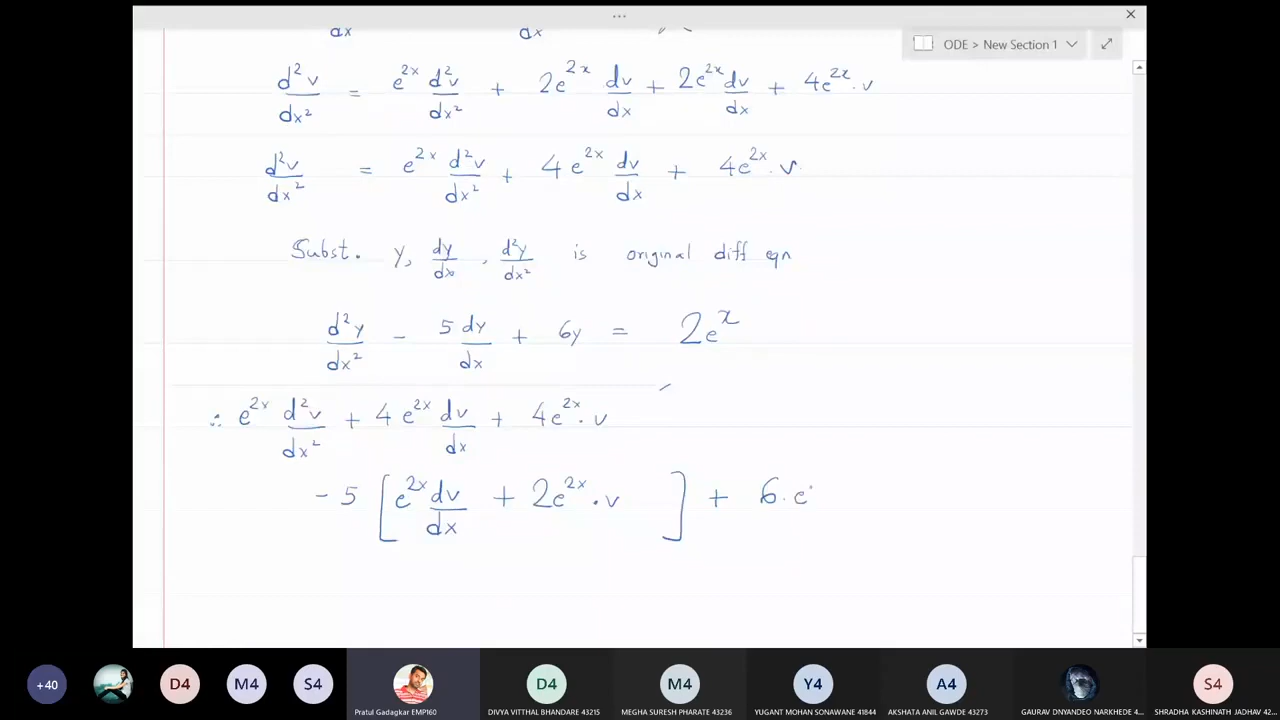 ...
ODE > New Section 1
dx dx
d²v/dx² = e^2x d²v/dx² + 2e^2x dv/dx + 2e^2x dv/dx + 4e^2x · v
d²v/dx² = e^2x d²v/dx² + 4e^2x dv/dx + 4e^2x · v
Subst. y, dy/dx, d²y/dx² is original diff eqn
d²y/dx² - 5 dy/dx + 6y = 2e^x
∴ e^2x d²v/dx² + 4 e^2x dv/dx + 4e^2x · v
- 5 [e^2x dv/dx + 2e^2x · v ] + 6. e
+40 D4 M4 S4 D4 M4 Y4 A4 S4
Pratul Gadagkar EMP160 DIVYA VITTHAL BHANDARE 43215 MEGHA SURESH PHARATE 43236 YUGANT MOHAN SONAWANE 41844 AKSHATA ANIL GAWDE 43273 GAURAV DNYANDEO NARKHEDE 4... SHRADHA KASHINATH JADHAV 42...